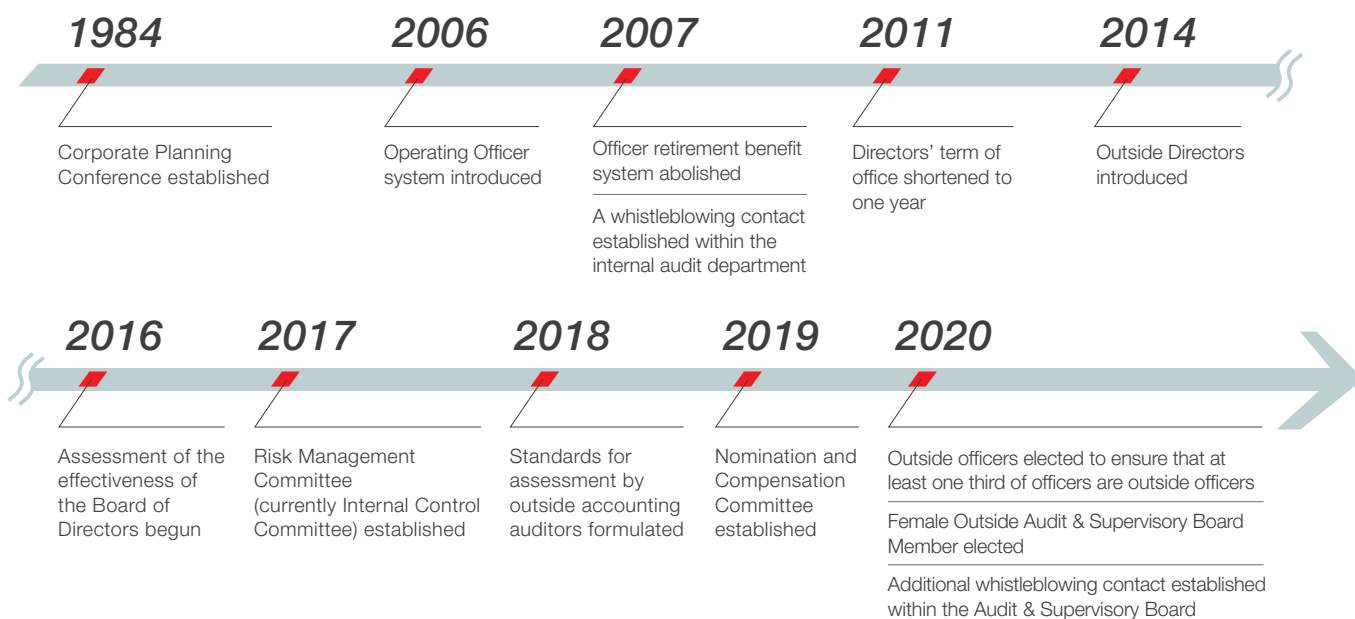 1984
Corporate Planning
Conference established
2006
Operating Officer
system introduced
2007
Officer retirement benefit
system abolished
A whistleblowing contact
established within the
internal audit department
2011
Directors’ term of
office shortened to
one year
2014
Outside Directors
introduced
2016
Assessment of the
effectiveness of
the Board of
Directors begun
2017
Risk Management
Committee
(currently Internal Control
Committee) established
2018
Standards for
assessment by
outside accounting
auditors formulated
2019
Nomination and
Compensation
Committee
established
2020
Outside officers elected to ensure that at
least one third of officers are outside officers
Female Outside Audit & Supervisory Board
Member elected
Additional whistleblowing contact established
within the Audit & Supervisory Board